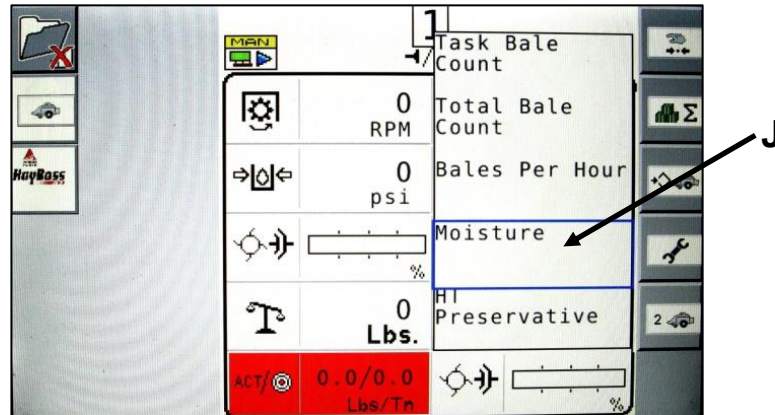 1
MAN
Task Bale
Count
0
RPM
Total Bale
Count
0
psi
Bales Per Hour
J
HayBoss
Moisture
%
0
Lbs.
HT
Preservative
2
ACT/
0.0/0.0
Lbs/Tn
%
Σ